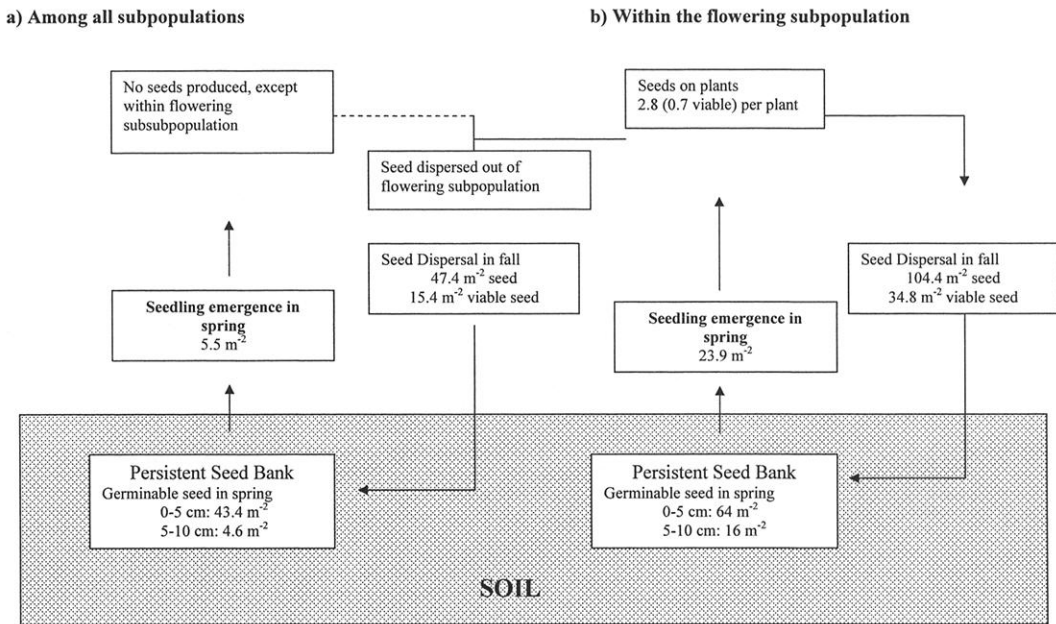 a) Among all subpopulations
b) Within the flowering subpopulation
No seeds produced, except
within flowering
subsubpopulation
Seeds on plants
2.8 (0.7 viable) per plant
Seed dispersed out of
flowering subpopulation
Seed Dispersal in fall
47.4 m⁻² seed
15.4 m⁻² viable seed
Seed Dispersal in fall
104.4 m⁻² seed
34.8 m⁻² viable seed
Seedling emergence in
spring
5.5 m⁻²
Seedling emergence in
spring
23.9 m⁻²
Persistent Seed Bank
Germinable seed in spring
0-5 cm: 43.4 m⁻²
5-10 cm: 4.6 m⁻²
Persistent Seed Bank
Germinable seed in spring
0-5 cm: 64 m⁻²
5-10 cm: 16 m⁻²
SOIL